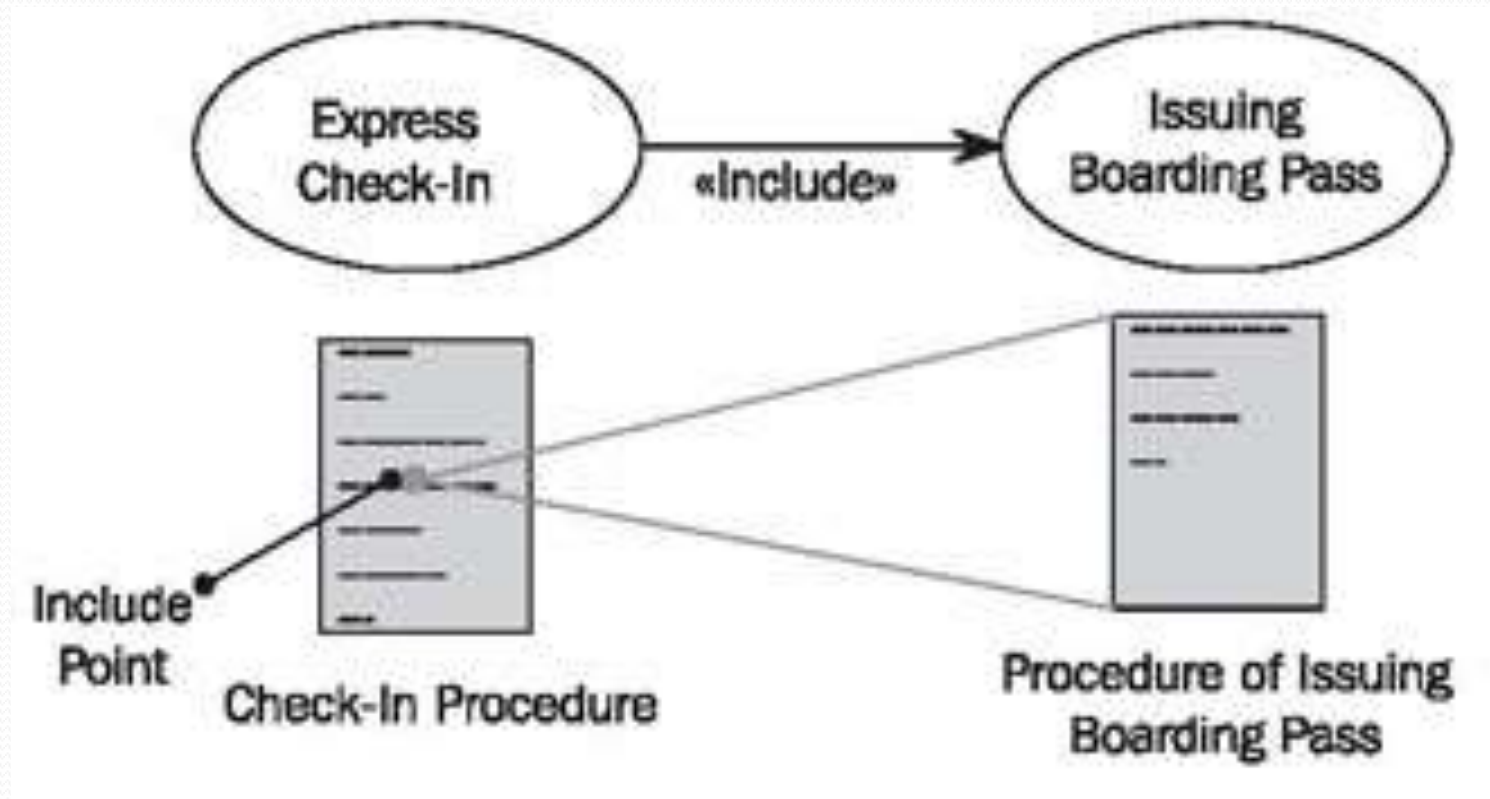 Express
Check-In
«Include»
Issuing
Boarding Pass
Include
Point
Check-In Procedure
Procedure of Issuing
Boarding Pass